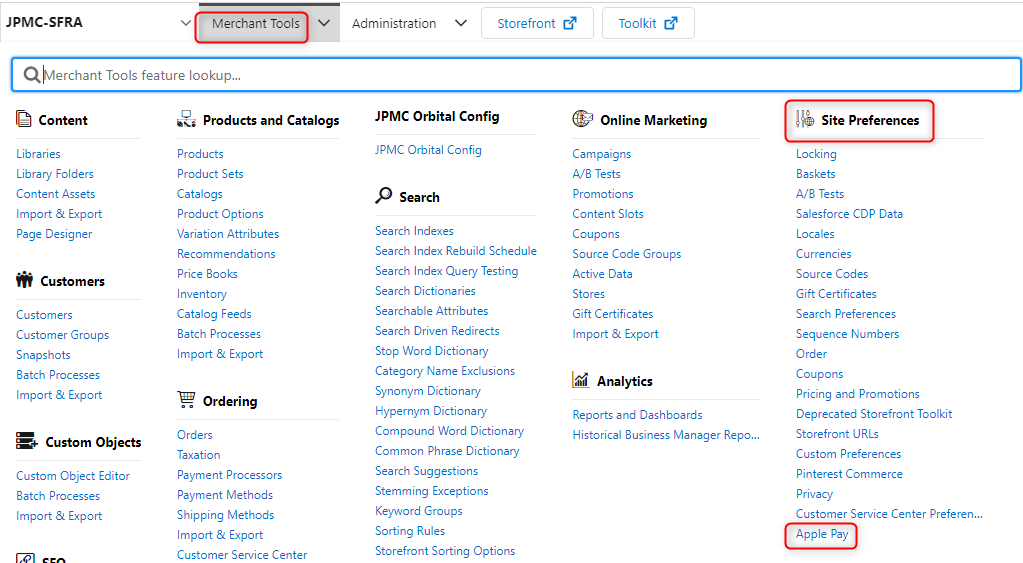 JPMC-SFRA
Merchant Tools
Administration
Storefront
Toolkit
Merchant Tools feature lookup...
Content
Libraries
Library Folders
Content Assets
Import & Export
Page Designer
Customers
Customers
Customer Groups
Snapshots
Batch Processes
Import & Export
Custom Objects
Custom Object Editor
Batch Processes
Import & Export
SEO
Products and Catalogs
Products
Product Sets
Catalogs
Product Options
Variation Attributes
Recommendations
Price Books
Inventory
Catalog Feeds
Batch Processes
Import & Export
Ordering
Orders
Taxation
Payment Processors
Payment Methods
Shipping Methods
Import & Export
Customer Service Center
JPMC Orbital Config
JPMC Orbital Config
Search
Search Indexes
Search Index Rebuild Schedule
Search Index Query Testing
Search Dictionaries
Searchable Attributes
Search Driven Redirects
Stop Word Dictionary
Category Name Exclusions
Synonym Dictionary
Hypernym Dictionary
Compound Word Dictionary
Common Phrase Dictionary
Search Suggestions
Stemming Exceptions
Keyword Groups
Sorting Rules
Storefront Sorting Options
Online Marketing
Campaigns
A/B Tests
Promotions
Content Slots
Coupons
Source Code Groups
Active Data
Stores
Gift Certificates
Import & Export
Analytics
Reports and Dashboards
Historical Business Manager Repo...
Site Preferences
Locking
Baskets
A/B Tests
Salesforce CDP Data
Locales
Currencies
Source Codes
Gift Certificates
Search Preferences
Sequence Numbers
Order
Coupons
Pricing and Promotions
Deprecated Storefront Toolkit
Storefront URLs
Custom Preferences
Pinterest Commerce
Privacy
Customer Service Center Preferen...
Apple Pay